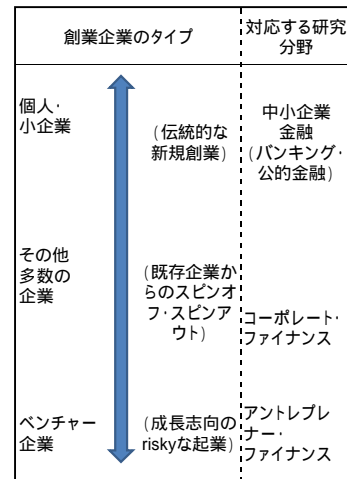 創業企業のタイプ
対応する研究
分野
個人・
小企業
(伝統的な
新規創業)
中小企業
金融
(バンキング・
公的金融)
その他
多数の
企業
(既存企業か
らのスピンオ
フ・スピンア
ウト)
コーポレート・
ファイナンス
ベンチャー
企業
(成長志向の
riskyな起業)
アントレプレ
ナー・
ファイナンス